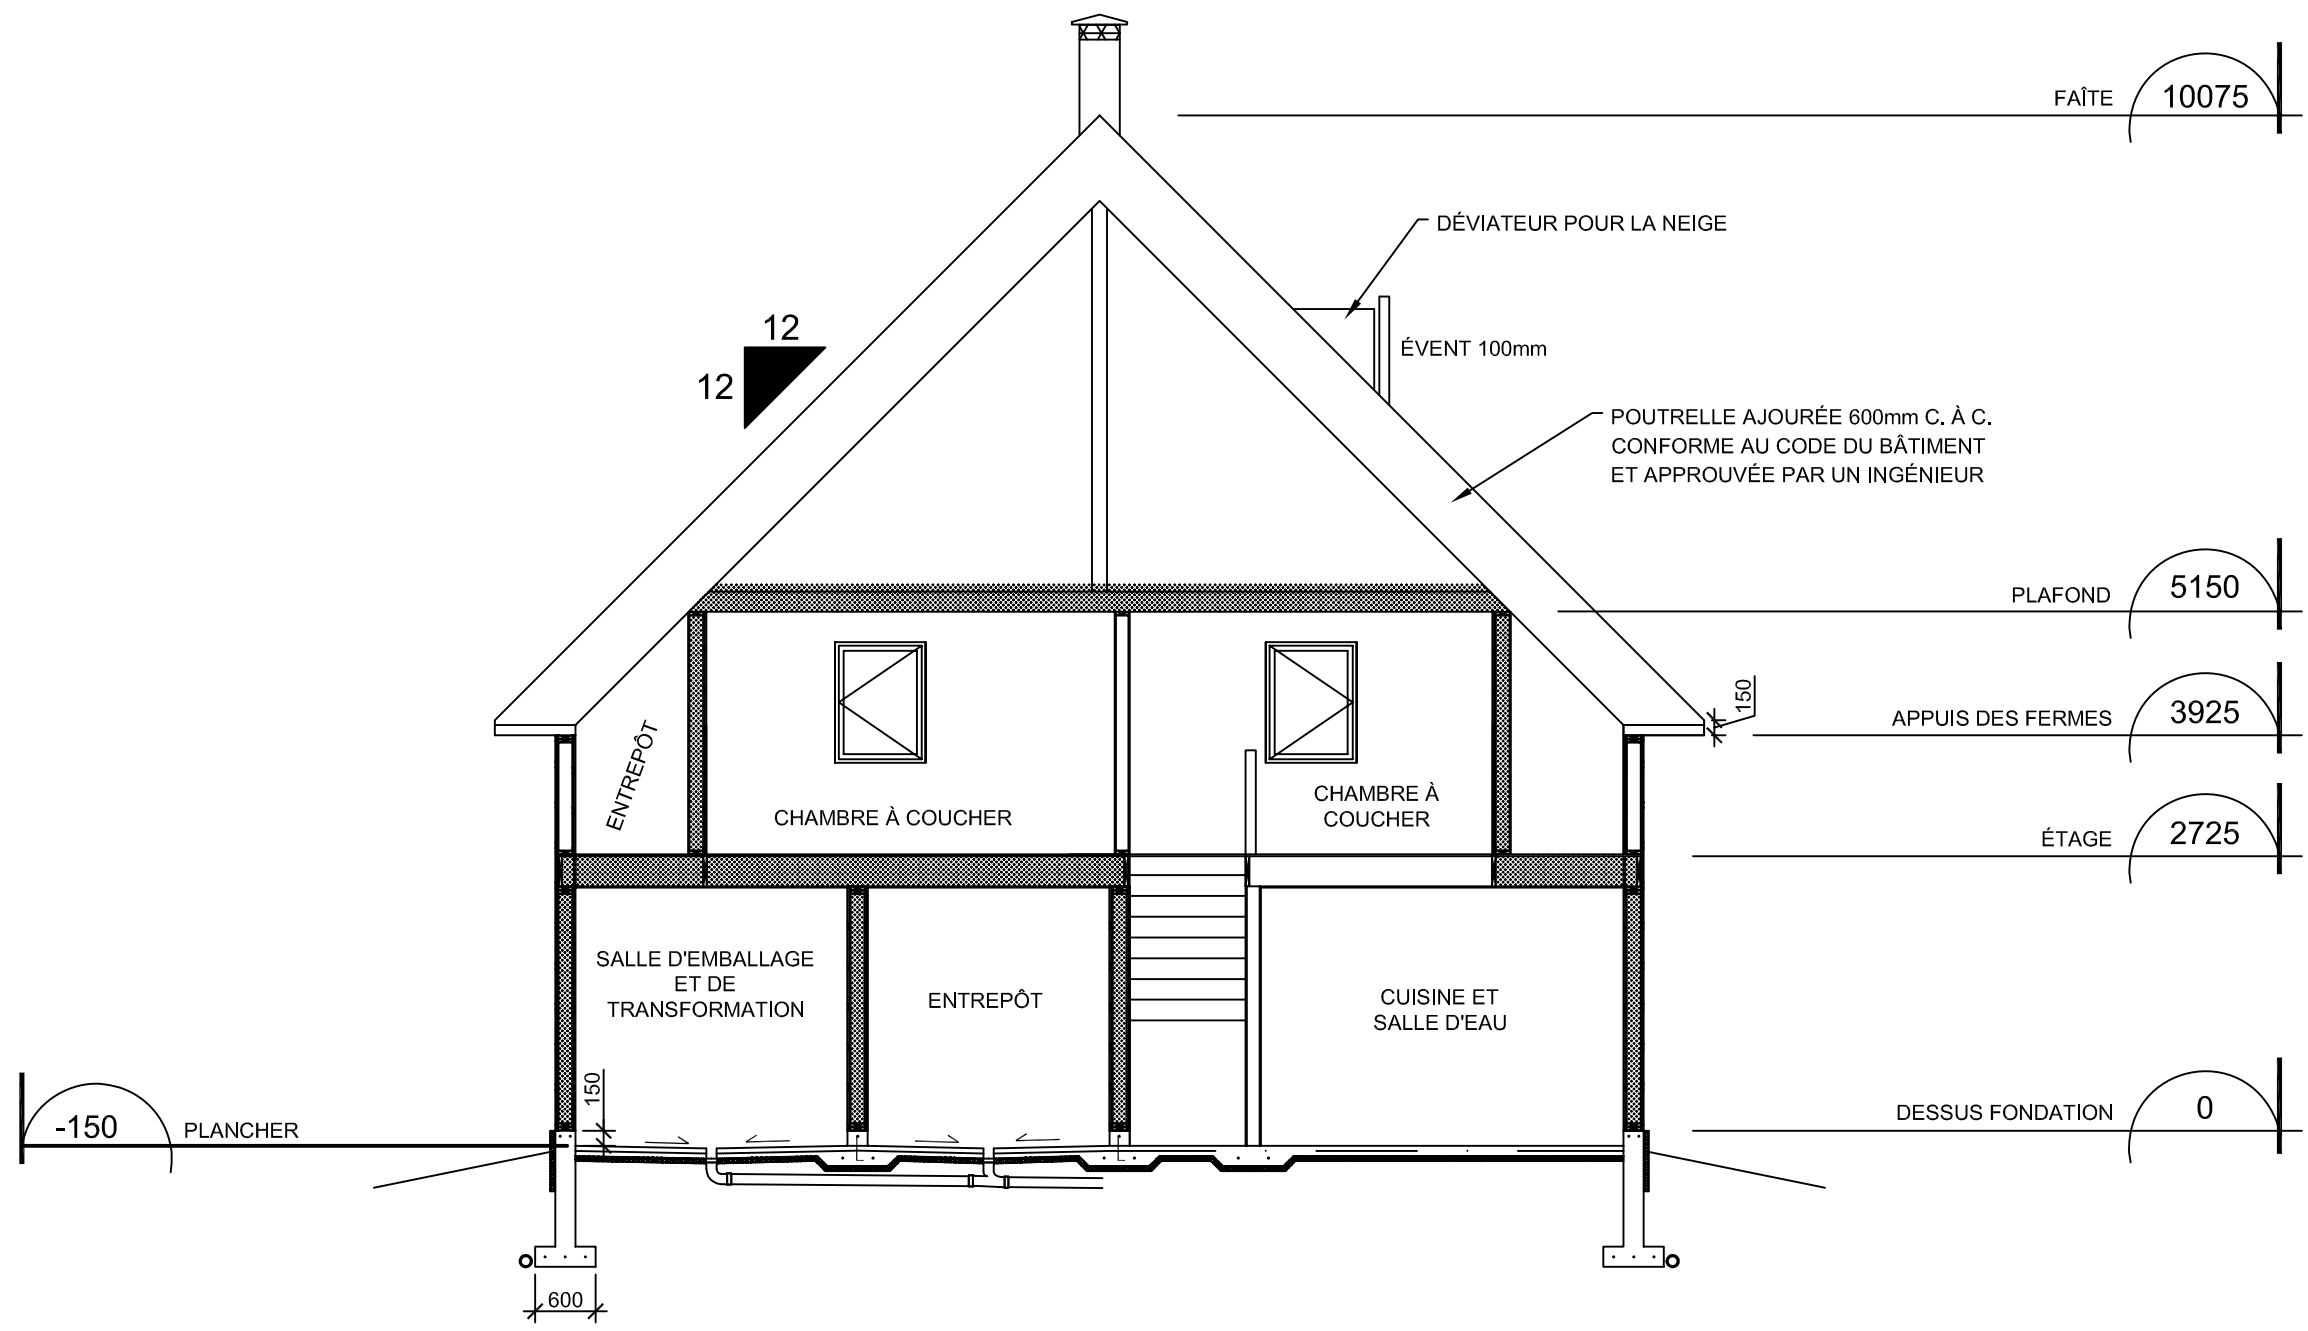 FAÎTE 10075
DÉVIATEUR POUR LA NEIGE
12
12
ÉVENT 100mm
POUTRELLE AJOURÉE 600mm C. À C.
CONFORME AU CODE DU BÂTIMENT
ET APPROUVÉE PAR UN INGÉNIEUR
PLAFOND 5150
150
APPUIS DES FERMES 3925
ENTREPÔT
CHAMBRE À COUCHER
CHAMBRE À
COUCHER
ÉTAGE 2725
SALLE D'EMBALLAGE
ET DE
TRANSFORMATION
ENTREPÔT
CUISINE ET
SALLE D'EAU
150
-150 PLANCHER
DESSUS FONDATION 0
600